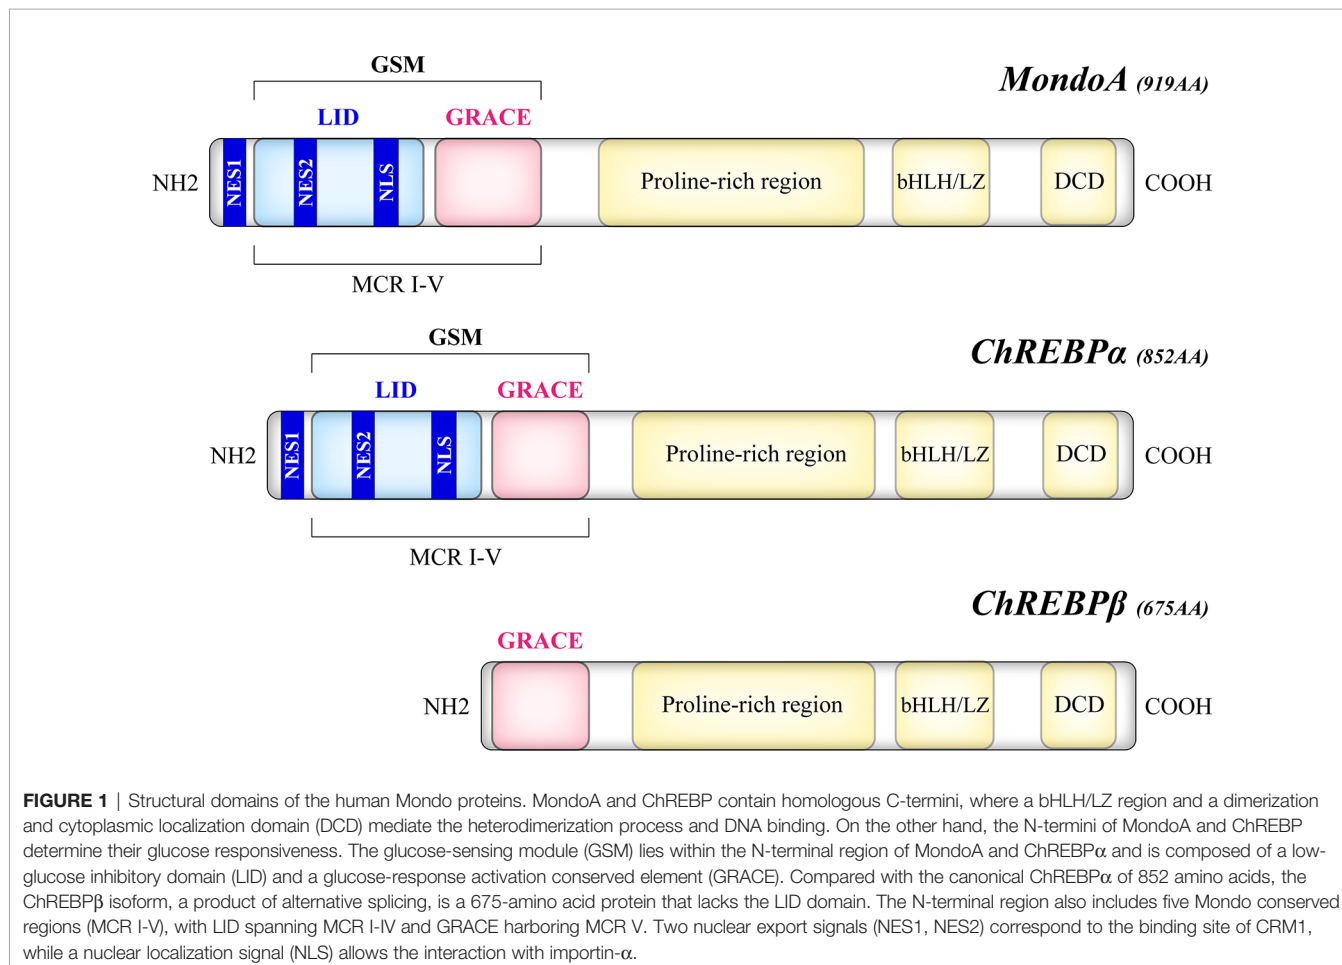 GSM
MondoA (919AA)
LID GRACE
NH2 NES1 NES2 NLS Proline-rich region bHLH/LZ DCD COOH
MCR I-V
GSM
ChREBPα (852AA)
LID GRACE
NH2 NES1 NES2 NLS Proline-rich region bHLH/LZ DCD COOH
MCR I-V
ChREBPβ (675AA)
GRACE
NH2 Proline-rich region bHLH/LZ DCD COOH
FIGURE 1 | Structural domains of the human Mondo proteins. MondoA and ChREBP contain homologous C-termini, where a bHLH/LZ region and a dimerization
and cytoplasmic localization domain (DCD) mediate the heterodimerization process and DNA binding. On the other hand, the N-termini of MondoA and ChREBP
determine their glucose responsiveness. The glucose-sensing module (GSM) lies within the N-terminal region of MondoA and ChREBPα and is composed of a low-
glucose inhibitory domain (LID) and a glucose-response activation conserved element (GRACE). Compared with the canonical ChREBPα of 852 amino acids, the
ChREBPβ isoform, a product of alternative splicing, is a 675-amino acid protein that lacks the LID domain. The N-terminal region also includes five Mondo conserved
regions (MCR I-V), with LID spanning MCR I-IV and GRACE harboring MCR V. Two nuclear export signals (NES1, NES2) correspond to the binding site of CRM1,
while a nuclear localization signal (NLS) allows the interaction with importin-α.